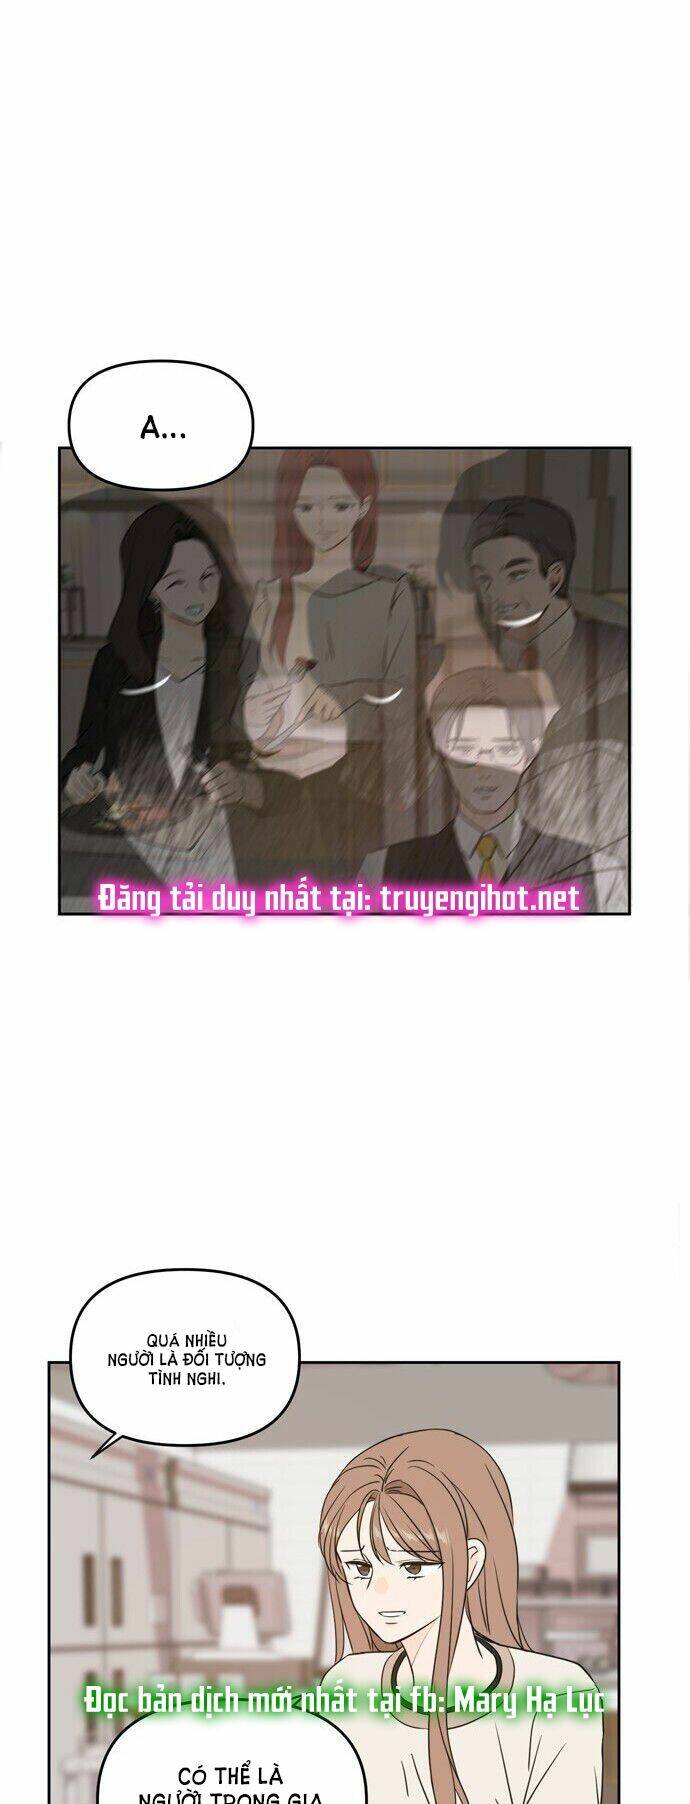 A...
Đăng tải duy nhất tại: truyengihot.net
QUÁ NHIỀU
NGƯỜI LÀ ĐỐI TƯỢNG
TÌNH NGHI.
Đọc bản dịch mới nhất tại fb: Mary Hạ Lục
CÓ THỂ LÀ
NGƯỜI TRONG GIA